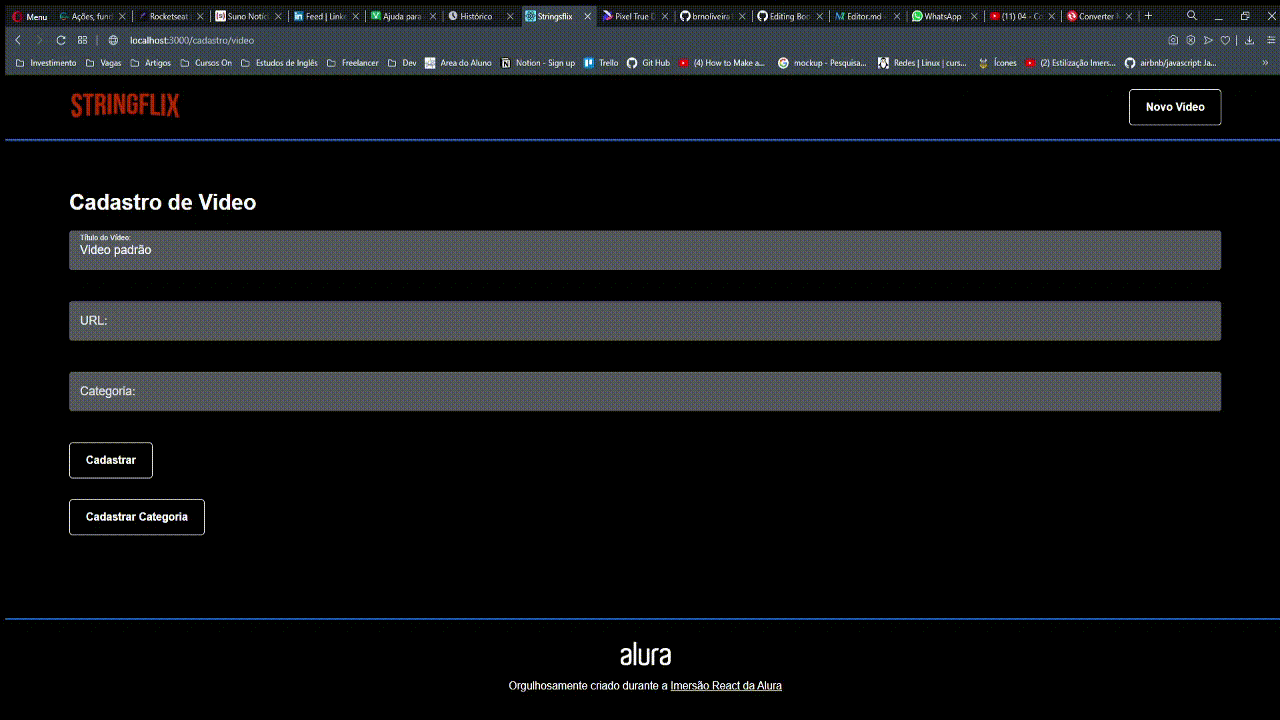 Menu Ações, fun Rocketseat Suno Notíc Feed | Linke Ajuda para Histórico Stringsflix Pixel True D brnoliveira Editing Boo Editor.md - WhatsApp (11) 04 - Co Converter
localhost:3000/cadastro/video
Investimento Vagas Artigos Cursos On Estudos de Inglês Freelancer Dev Area do Aluno Notion - Sign up Trello Git Hub (4) How to Make a... mockup - Pesquisa... Redes | Linux | curs... Ícones (2) Estilização Imers... airbnb/javascript: Ja... »
STRINGFLIX
Novo Video
Cadastro de Video
Título do Vídeo:
Video padrão
URL:
Categoria:
Cadastrar
Cadastrar Categoria
alura
Orgulhosamente criado durante a Imersão React da Alura